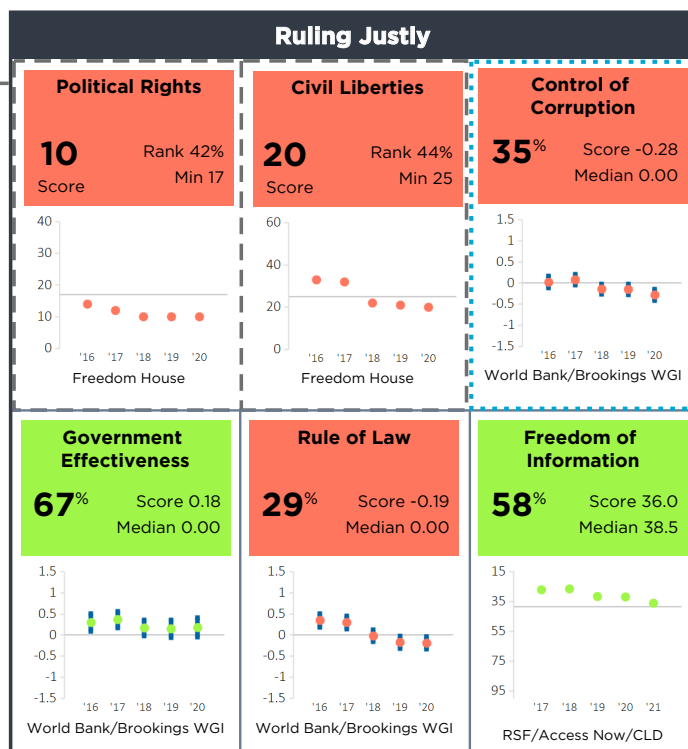 Ruling Justly
Political Rights
10
Score
Rank 42%
Min 17
40
30
20
10
0
'16 '17 '18 '19 '20
Freedom House
Civil Liberties
20
Score
Rank 44%
Min 25
60
40
20
0
'16 '17 '18 '19 '20
Freedom House
Control of
Corruption
35%
Score -0.28
Median 0.00
1.5
1
0.5
0
-0.5
-1
-1.5
'16 '17 '18 '19 '20
World Bank/Brookings WGI
Government
Effectiveness
67%
Score 0.18
Median 0.00
1.5
1
0.5
0
-0.5
-1
-1.5
'16 '17 '18 '19 '20
World Bank/Brookings WGI
Rule of Law
29%
Score -0.19
Median 0.00
1.5
1
0.5
0
-0.5
-1
-1.5
'16 '17 '18 '19 '20
World Bank/Brookings WGI
Freedom of
Information
58%
Score 36.0
Median 38.5
15
35
55
75
95
'17 '18 '19 '20 '21
RSF/Access Now/CLD